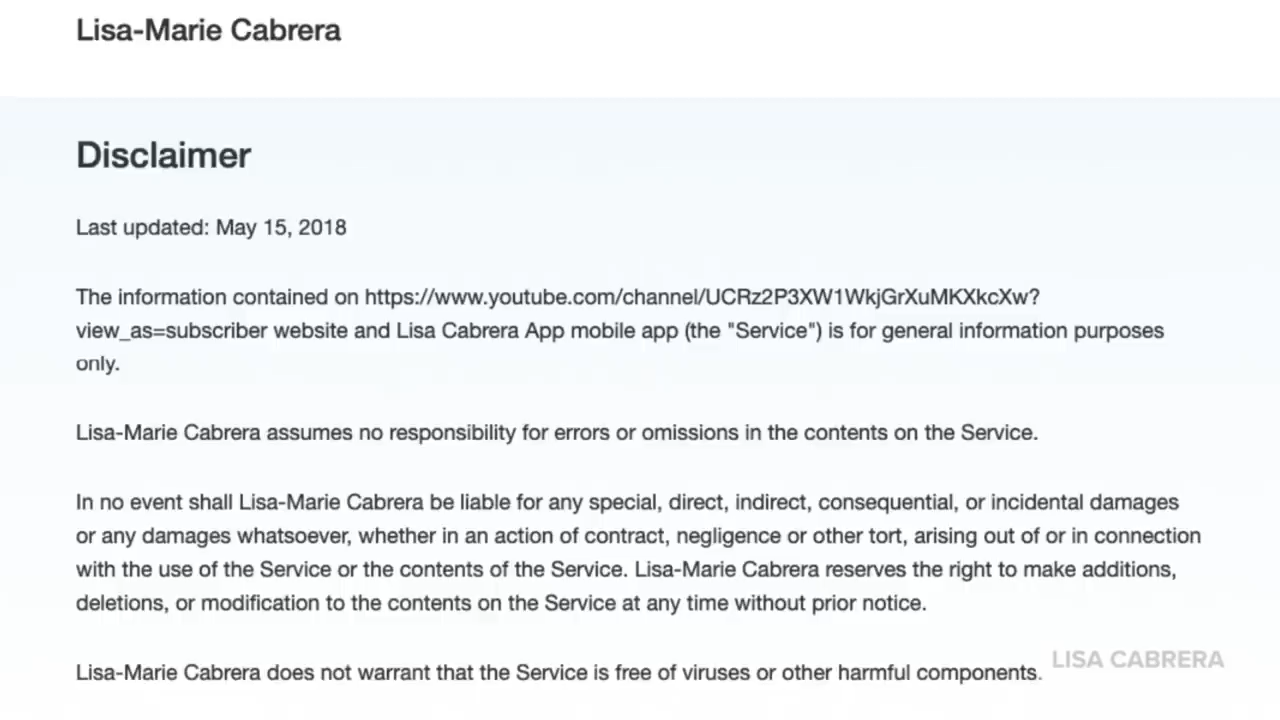 Lisa-Marie Cabrera
Disclaimer
Last updated: May 15, 2018
The information contained on https://www.youtube.com/channel/UCRz2P3XW1WkjGrXuMKXkcXw?
view_as=subscriber website and Lisa Cabrera App mobile app (the "Service") is for general information purposes
only.
Lisa-Marie Cabrera assumes no responsibility for errors or omissions in the contents on the Service.
In no event shall Lisa-Marie Cabrera be liable for any special, direct, indirect, consequential, or incidental damages
or any damages whatsoever, whether in an action of contract, negligence or other tort, arising out of or in connection
with the use of the Service or the contents of the Service. Lisa-Marie Cabrera reserves the right to make additions,
deletions, or modification to the contents on the Service at any time without prior notice.
Lisa-Marie Cabrera does not warrant that the Service is free of viruses or other harmful components.
LISA CABRERA